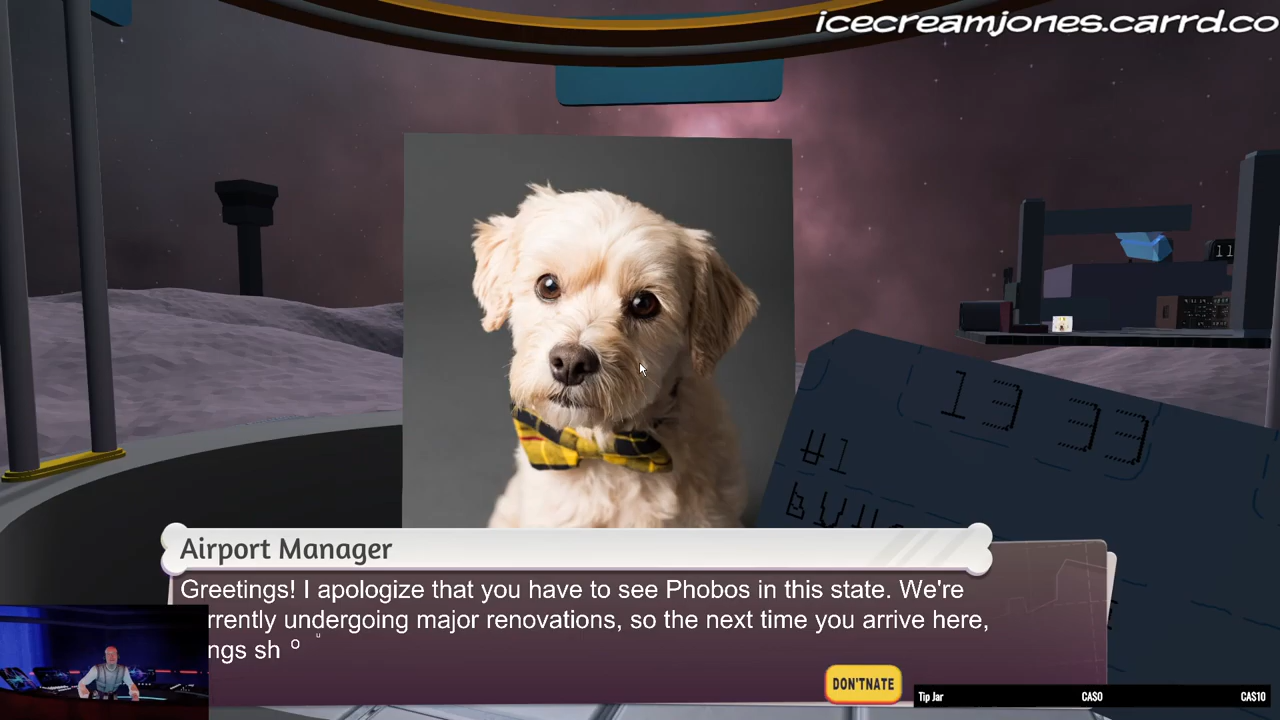 icecreamjones.carrd.co
11
13 33
#1
Airport Manager
Greetings! I apologize that you have to see Phobos in this state. We're
rrently undergoing major renovations, so the next time you arrive here,
ngs sh o u
DON'TNATE
Tip Jar CA$0 CA$10